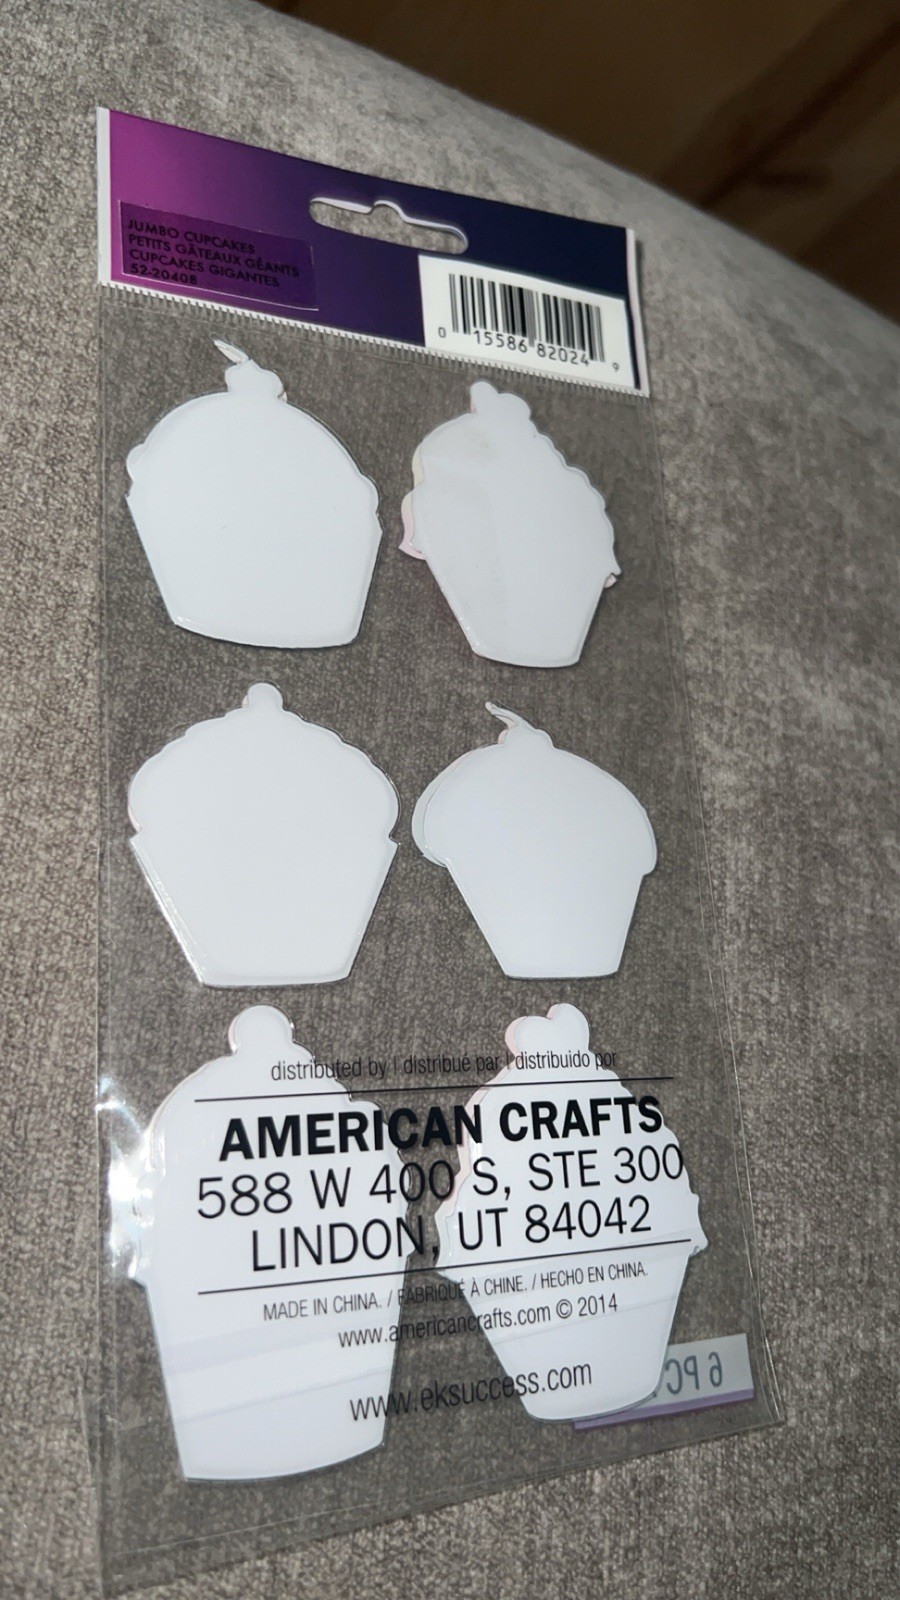 JUMBO CUPCAKES
PETITS GÂTEAUX GÉANTS
CUPCAKES GIGANTES
52-20408
0 15586 82024 9
distributed by | distribué par | distribuido por
AMERICAN CRAFTS
588 W 400 S, STE 300
LINDON, UT 84042
MADE IN CHINA. / FABRIQUÉ À CHINE. / HECHO EN CHINA.
www.americancrafts.com © 2014
www.eksuccess.com
6 PC.